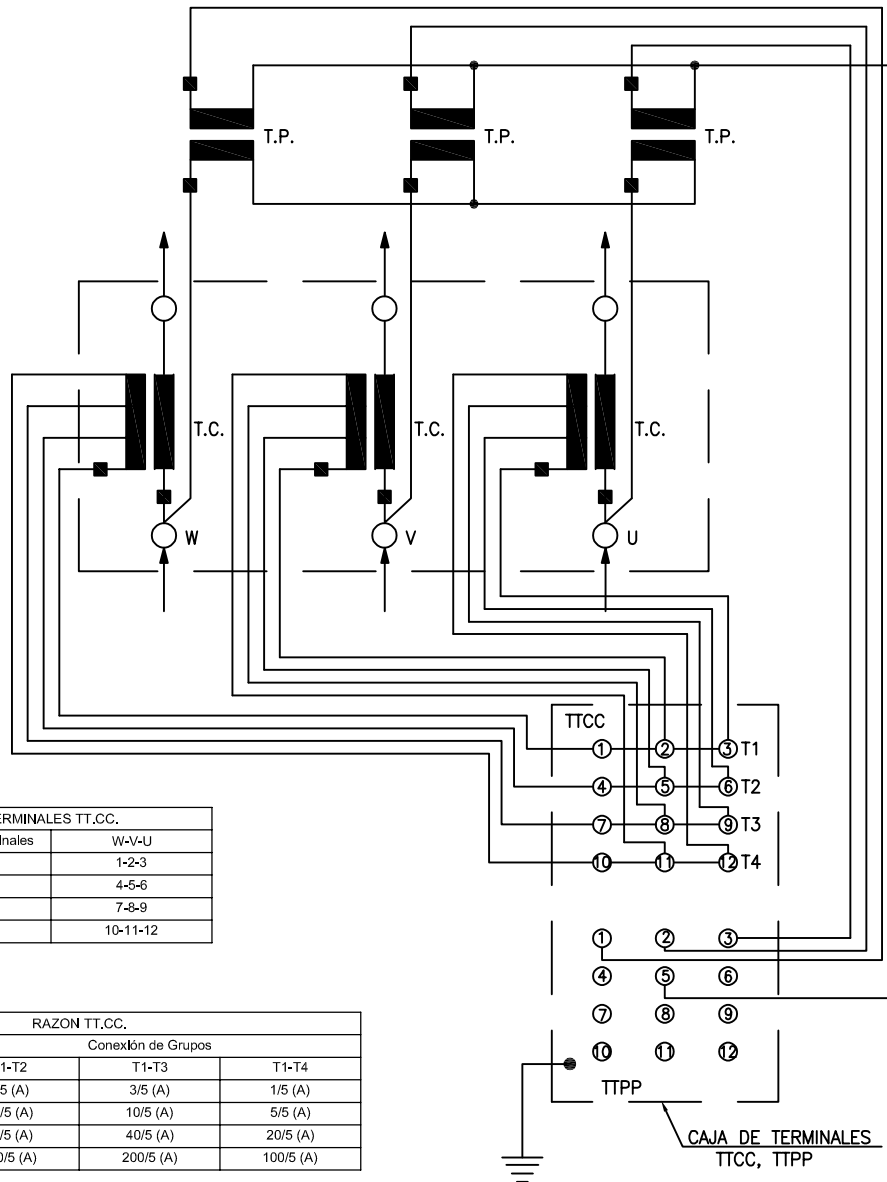 T.P. T.P. T.P.
T.C. T.C. T.C.
W V U
TTCC
1 2 3 T1
4 5 6 T2
7 8 9 T3
10 11 12 T4
TERMINALES TT.CC.
W-V-U
1-2-3
4-5-6
7-8-9
10-11-12
1 2 3
4 5 6
7 8 9
10 11 12
TTPP
CAJA DE TERMINALES
TTCC, TTPP
RAZON TT.CC.
Conexión de Grupos
T1-T3 T1-T4
3/5 (A) 1/5 (A)
10/5 (A) 5/5 (A)
40/5 (A) 20/5 (A)
200/5 (A) 100/5 (A)